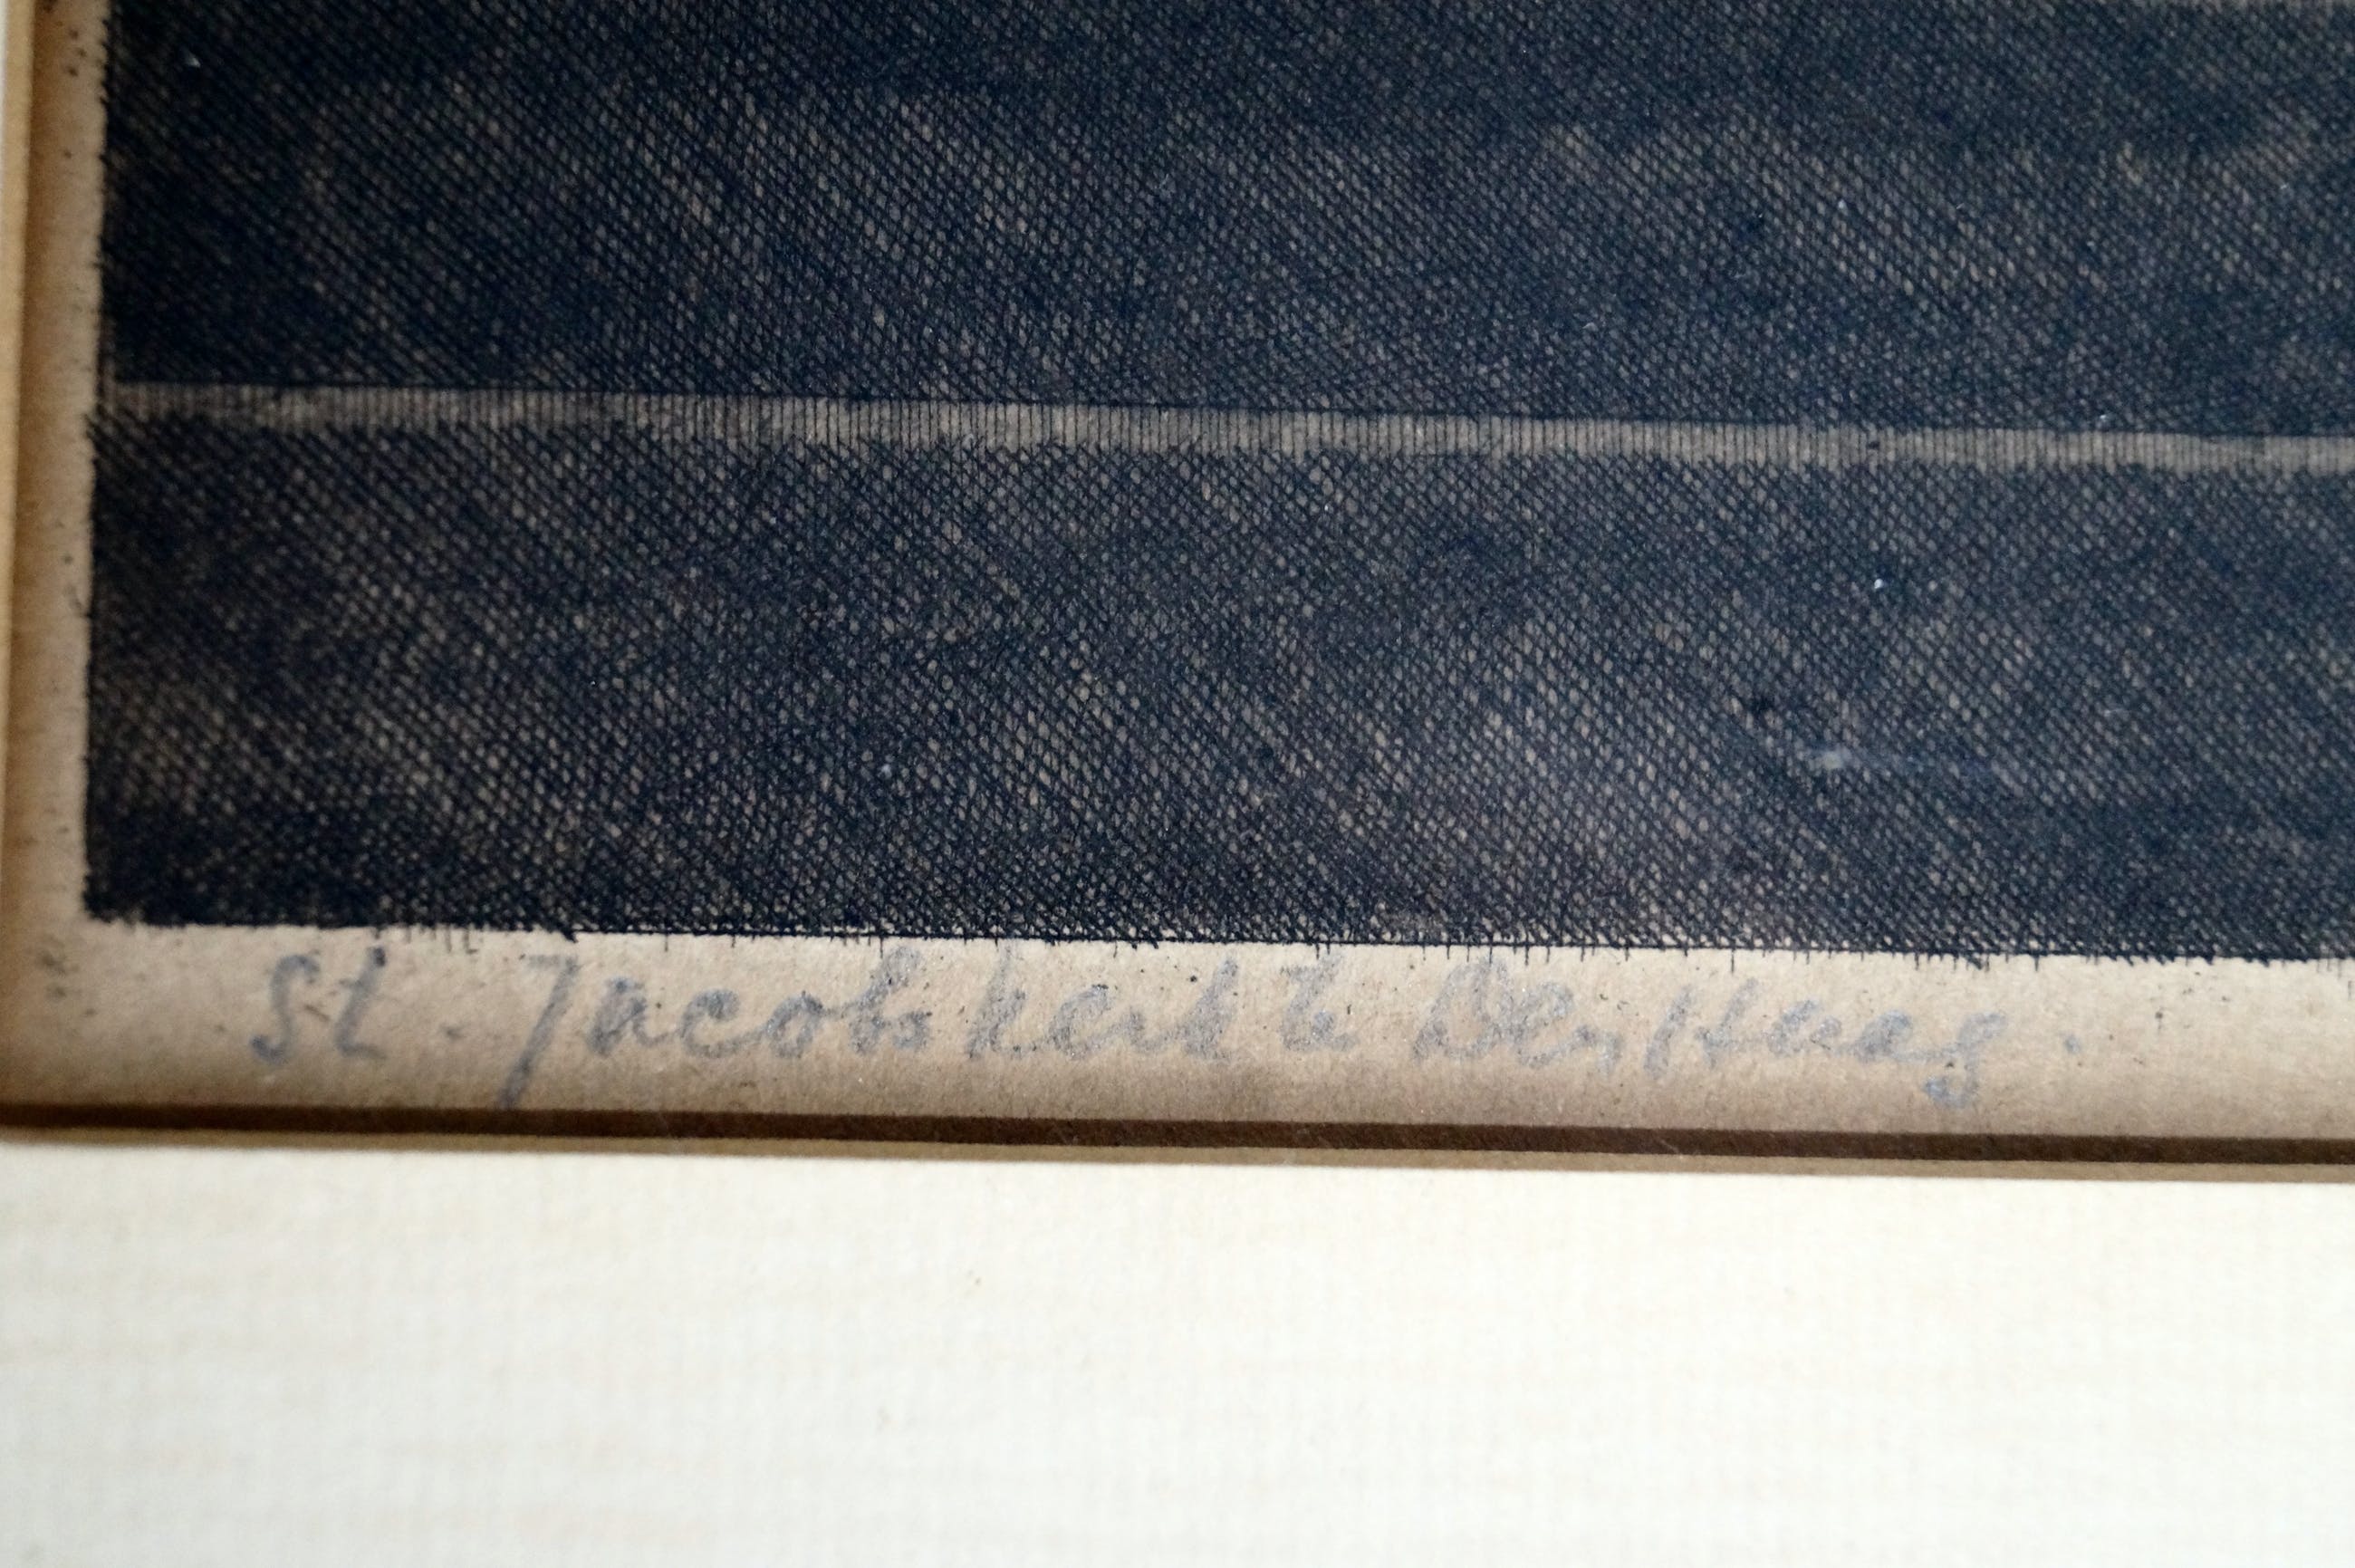 St. Jacobskerk te Den Haag.